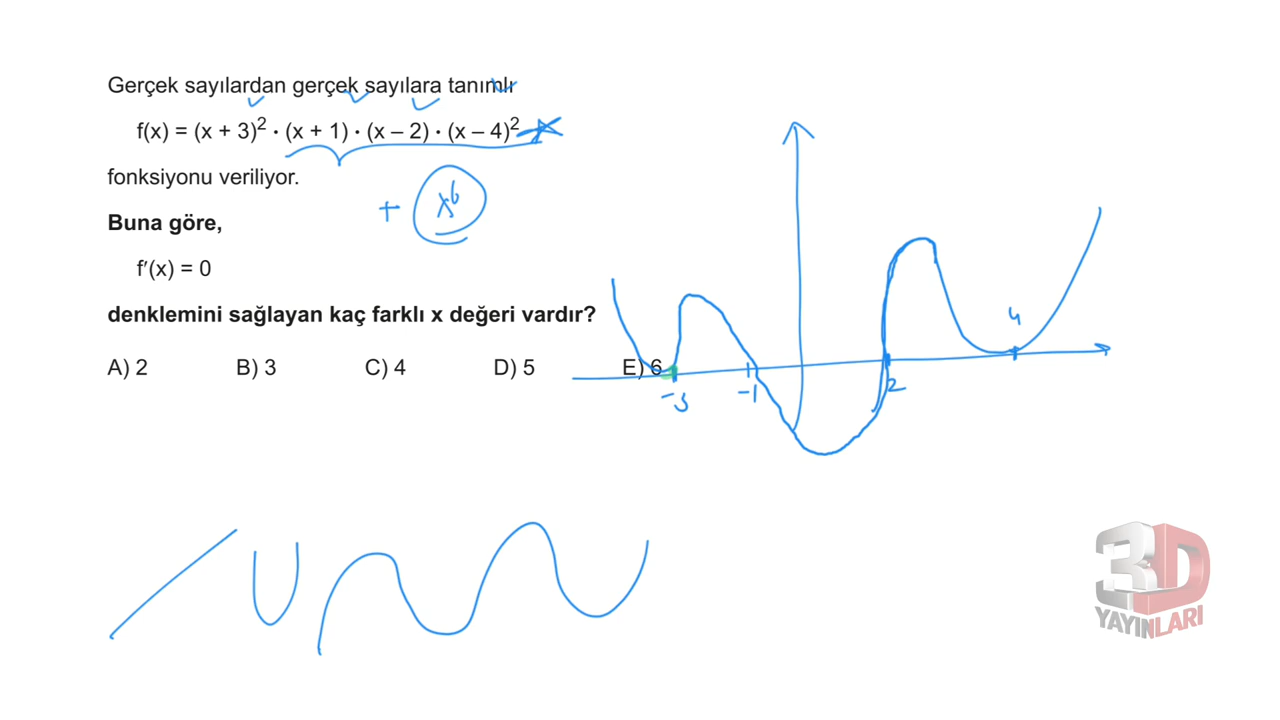 Gerçek sayılardan gerçek sayılara tanımlı
f(x) = (x + 3)² · (x + 1) · (x – 2) · (x – 4)²
fonksiyonu veriliyor.
+ x⁶
Buna göre,
f′(x) = 0
denklemini sağlayan kaç farklı x değeri vardır?
A) 2 B) 3 C) 4 D) 5 E) 6
-3 -1 2 4
3D
YAYINLARI